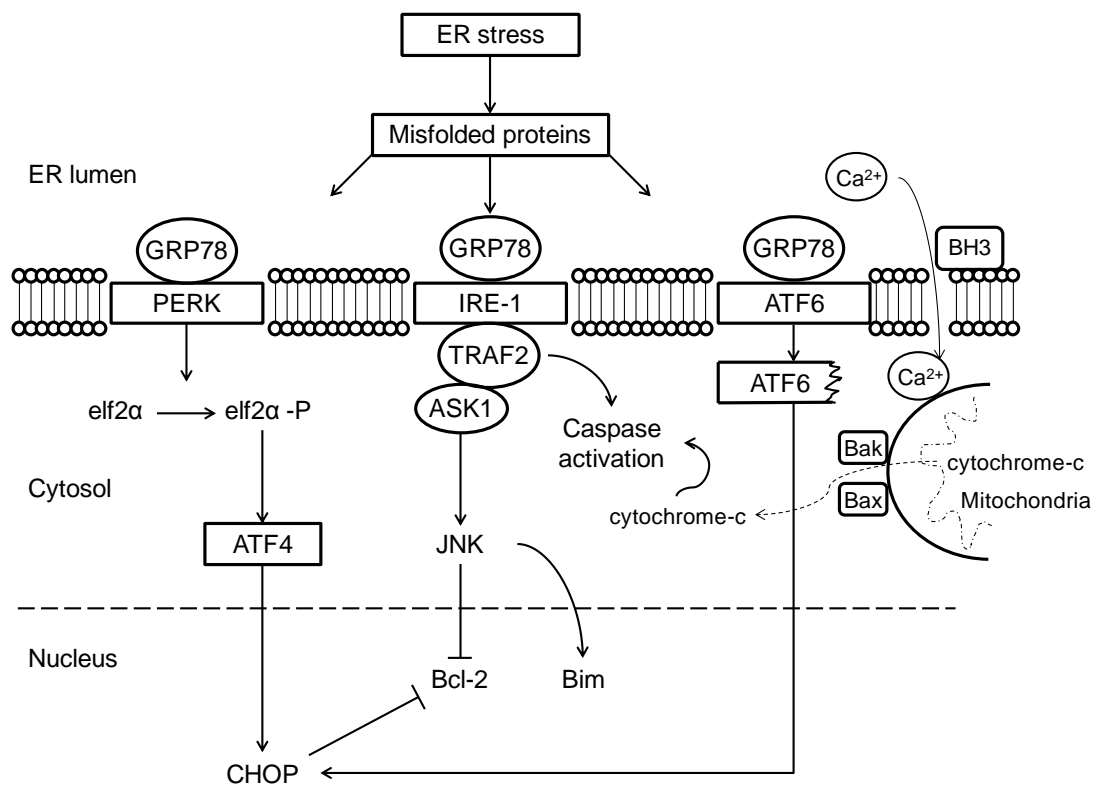 ER stress
Misfolded proteins
ER lumen
Ca²⁺
GRP78
GRP78
GRP78
BH3
PERK
IRE-1
ATF6
TRAF2
ATF6
Ca²⁺
elf2α
elf2α -P
ASK1
Caspase
activation
Bak
cytochrome-c
Cytosol
Bax
Mitochondria
cytochrome-c
ATF4
JNK
Nucleus
Bcl-2
Bim
CHOP